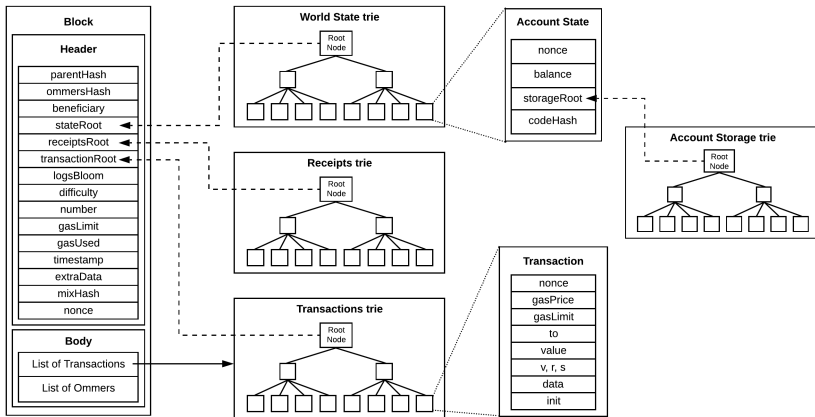 Block
Header
parentHash
ommersHash
beneficiary
stateRoot
receiptsRoot
transactionRoot
logsBloom
difficulty
number
gasLimit
gasUsed
timestamp
extraData
mixHash
nonce
Body
List of Transactions
List of Ommers
World State trie
Root
Node
Receipts trie
Root
Node
Transactions trie
Root
Node
Account State
nonce
balance
storageRoot
codeHash
Account Storage trie
Root
Node
Transaction
nonce
gasPrice
gasLimit
to
value
v, r, s
data
init